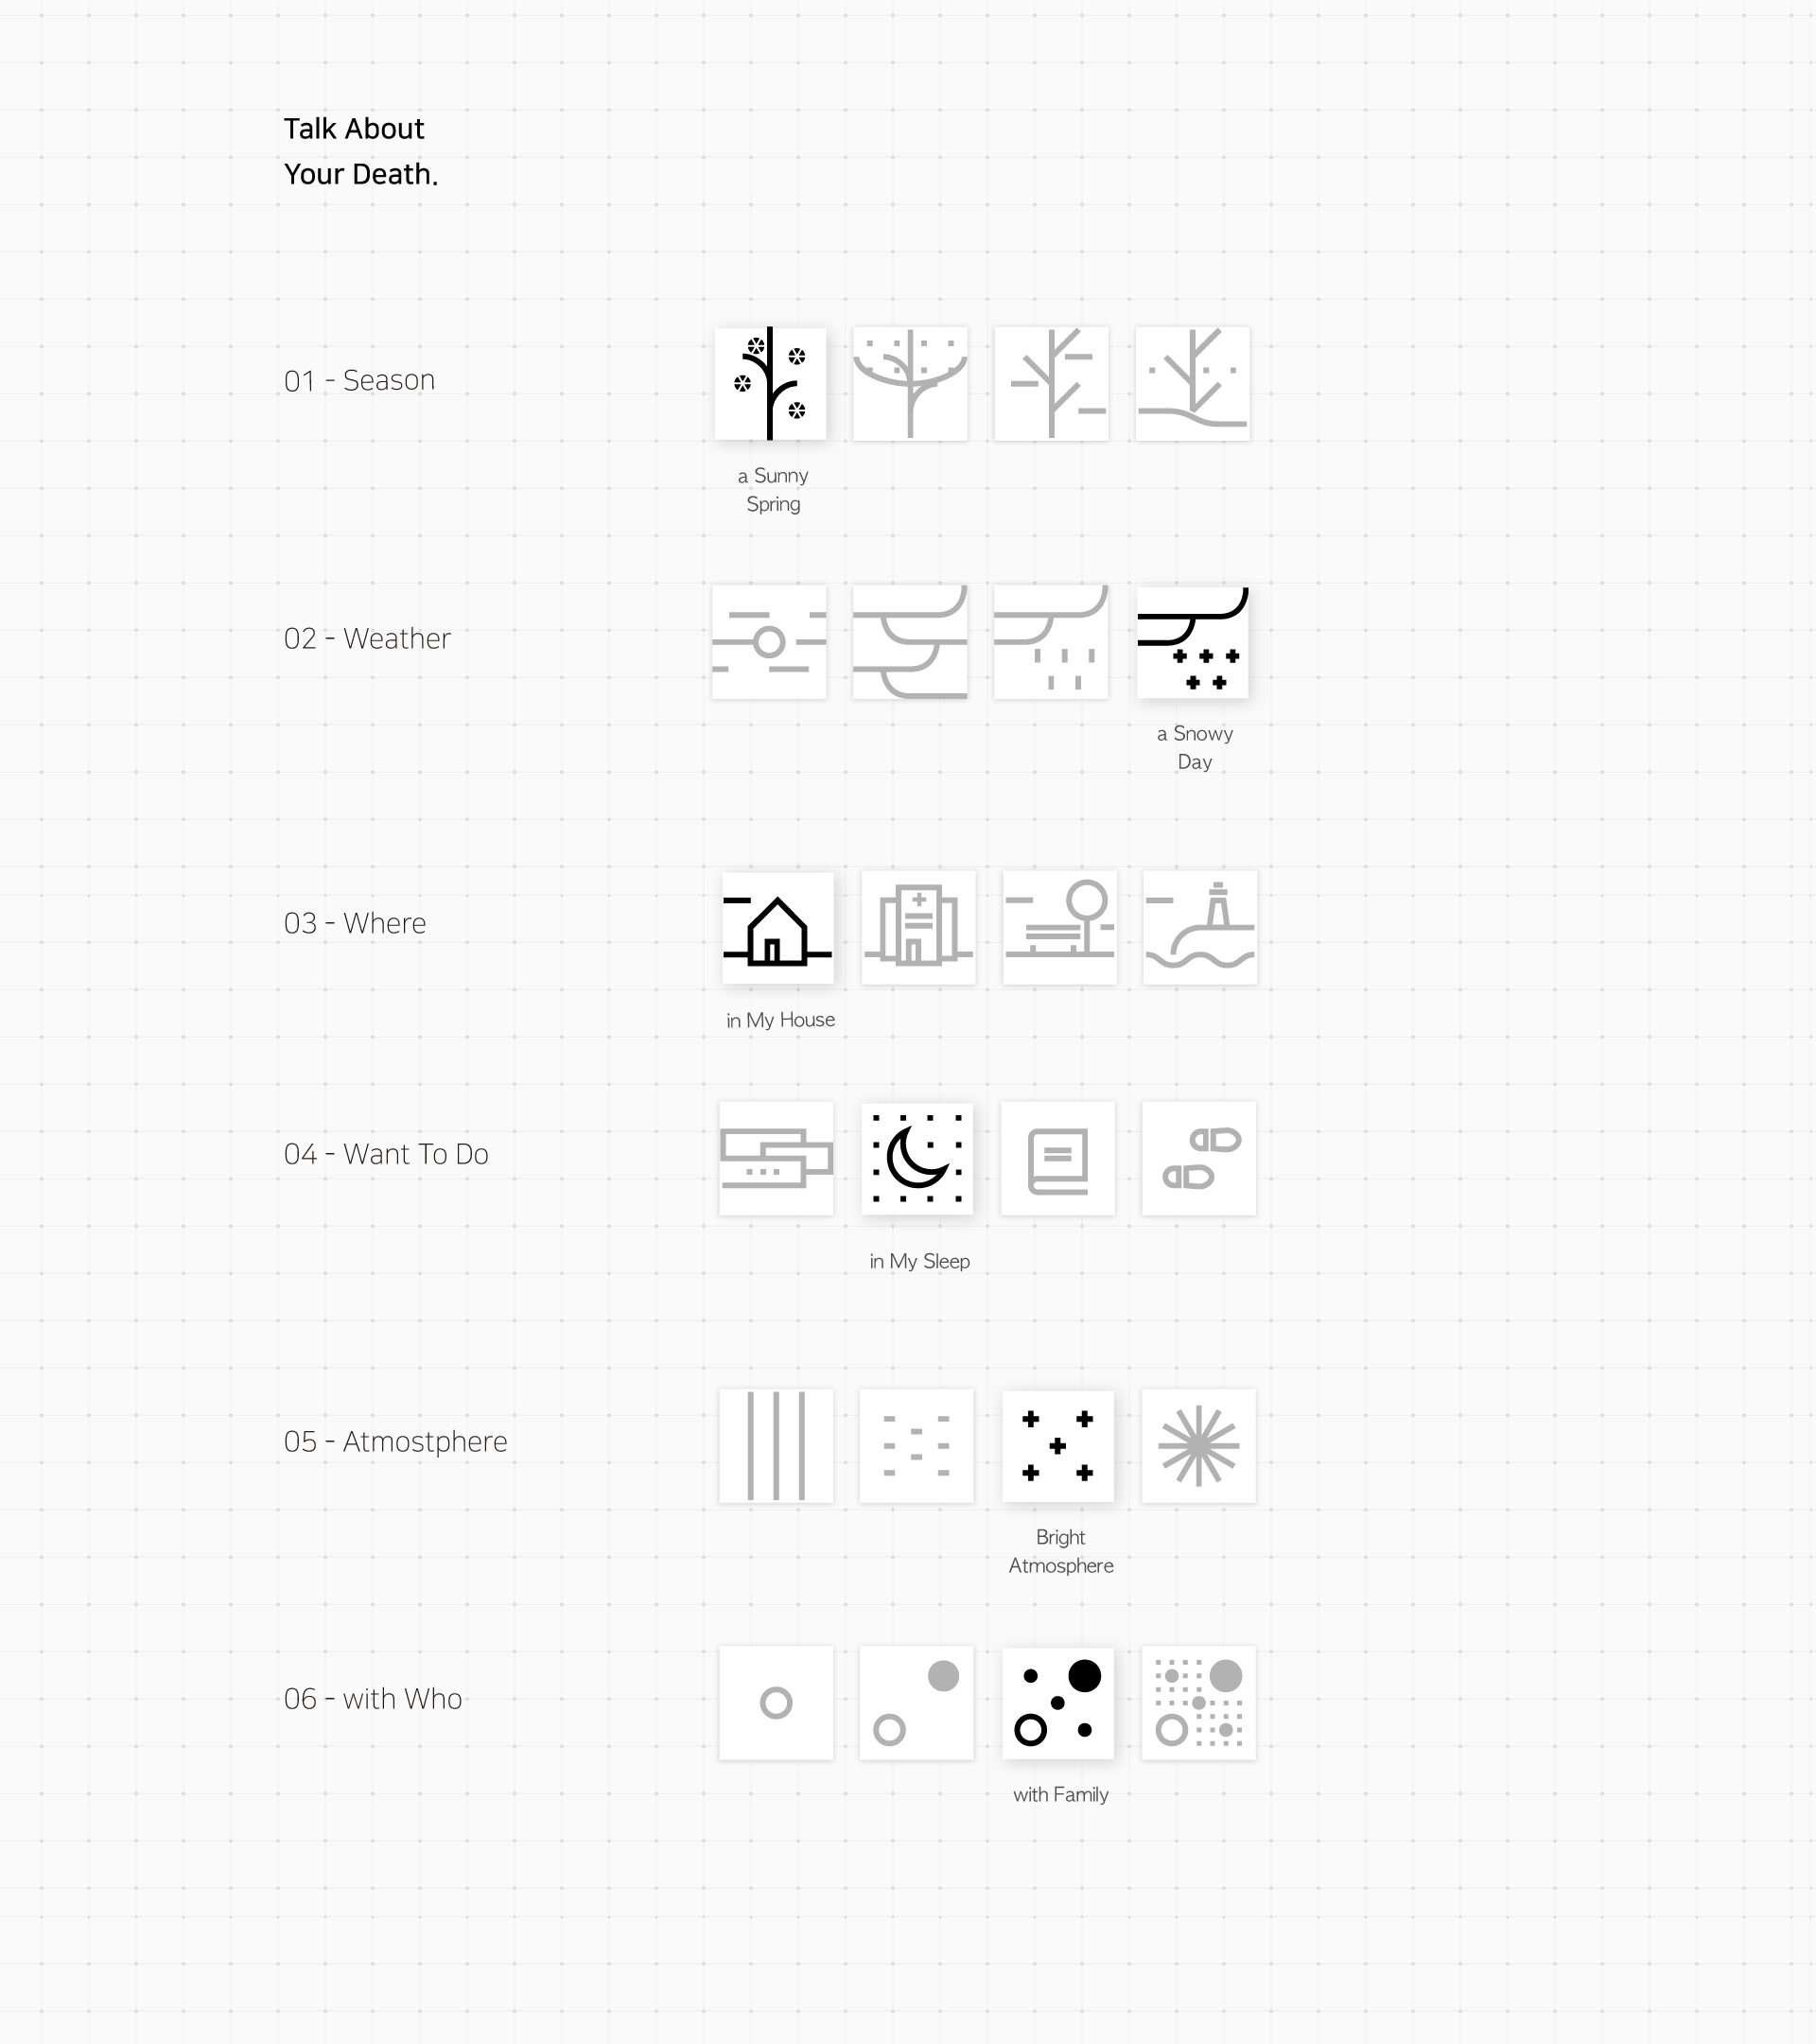 Talk About
Your Death.
01 - Season
a Sunny
Spring
02 - Weather
a Snowy
Day
03 - Where
in My House
04 - Want To Do
in My Sleep
05 - Atmostphere
Bright
Atmosphere
06 - with Who
with Family